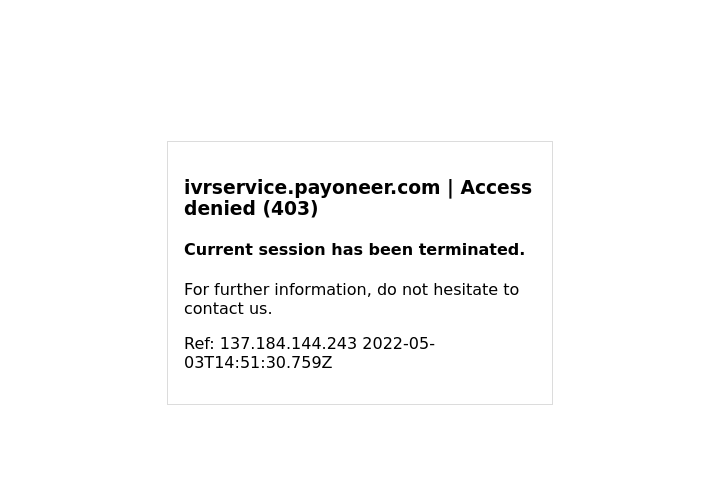 ivrservice.payoneer.com | Access
denied (403)
Current session has been terminated.
For further information, do not hesitate to
contact us.
Ref: 137.184.144.243 2022-05-
03T14:51:30.759Z